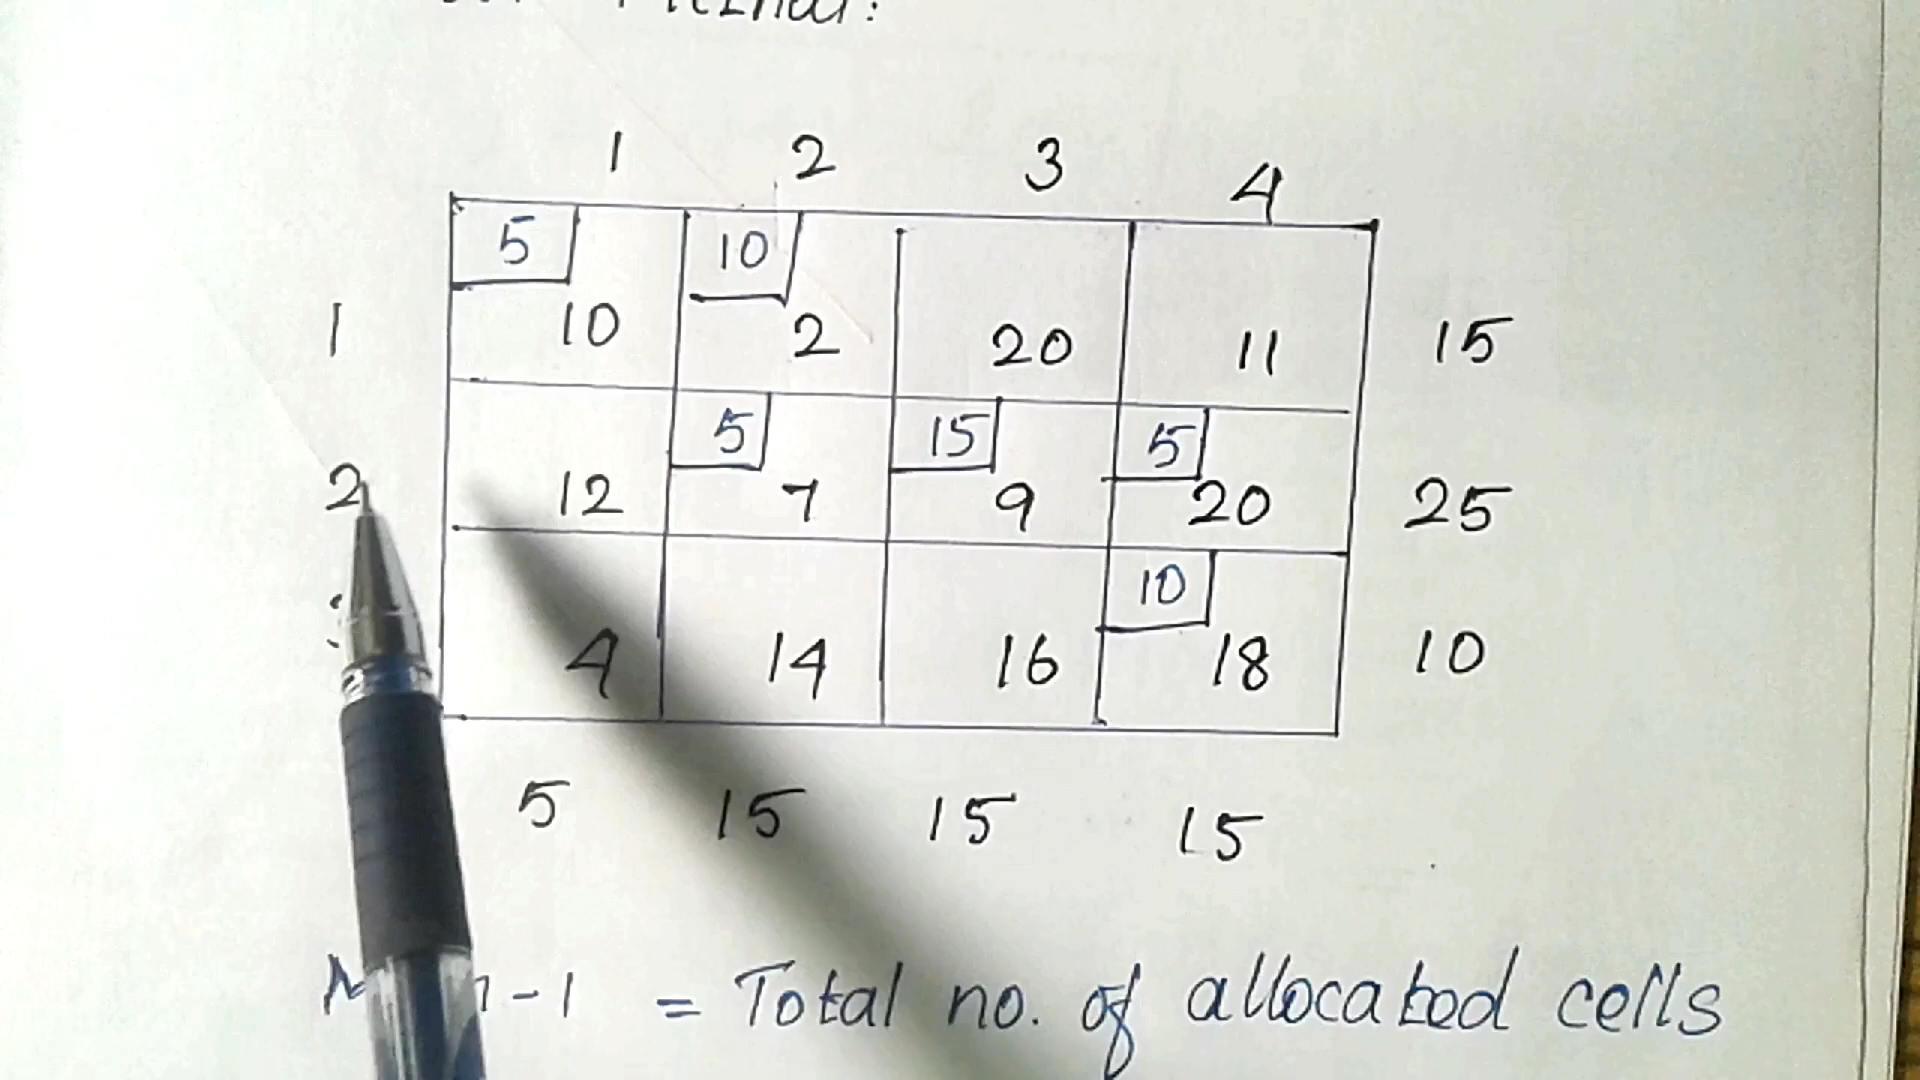 1 2 3 4
5 10
1 10 2 20 11 15
5 15 5
2 12 7 9 20 25
10
4 14 16 18 10
5 15 15 15
-1 = Total no. of allocated cells